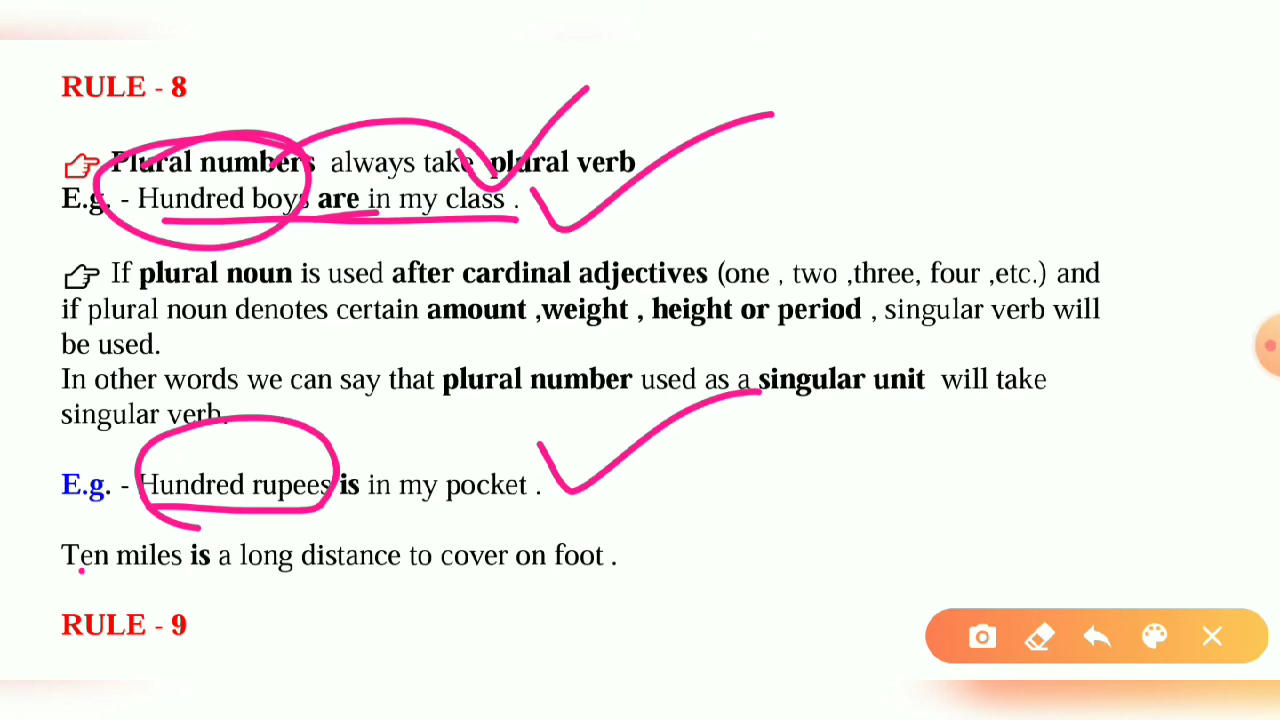 RULE - 8
Plural numbers always take plural verb
E.g. - Hundred boys are in my class .
If plural noun is used after cardinal adjectives (one , two ,three, four ,etc.) and
if plural noun denotes certain amount ,weight , height or period , singular verb will
be used.
In other words we can say that plural number used as a singular unit will take
singular verb.
E.g. - Hundred rupees is in my pocket .
Ten miles is a long distance to cover on foot .
RULE - 9